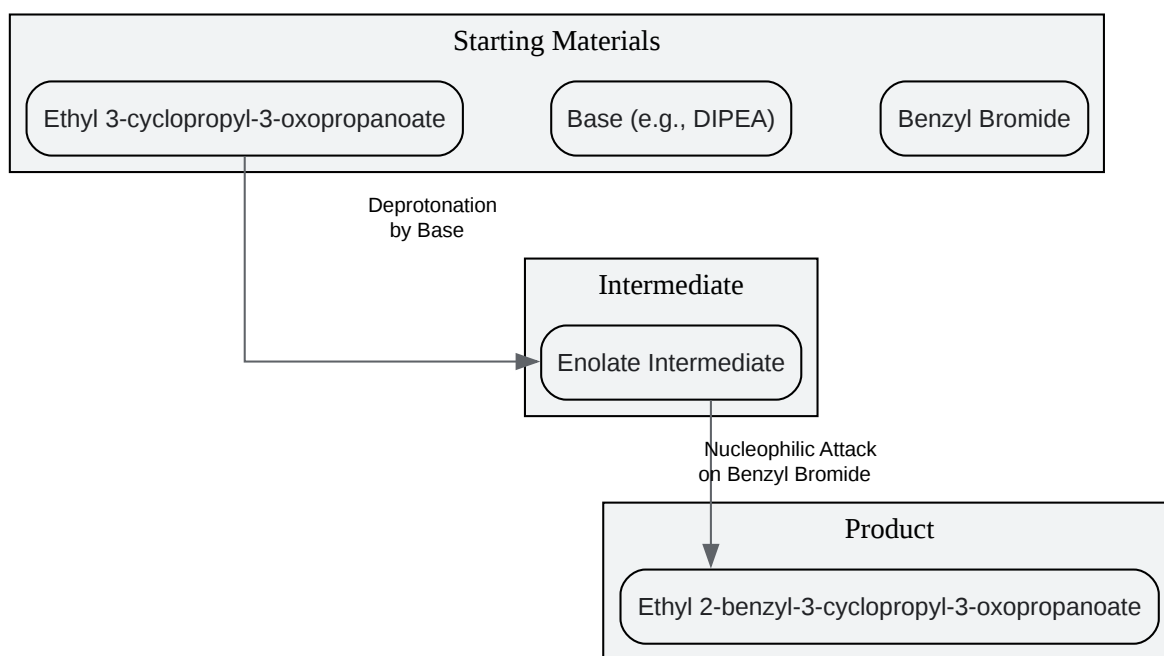 Starting Materials
Ethyl 3-cyclopropyl-3-oxopropanoate
Base (e.g., DIPEA)
Benzyl Bromide
Deprotonation
by Base
Intermediate
Enolate Intermediate
Nucleophilic Attack
on Benzyl Bromide
Product
Ethyl 2-benzyl-3-cyclopropyl-3-oxopropanoate